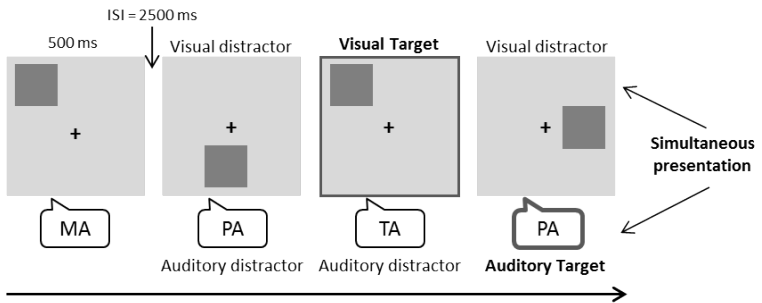 ISI = 2500 ms
500 ms
Visual distractor
Visual Target
Visual distractor
+
+
+
+
Simultaneous
presentation
MA
PA
TA
PA
Auditory distractor
Auditory distractor
Auditory Target